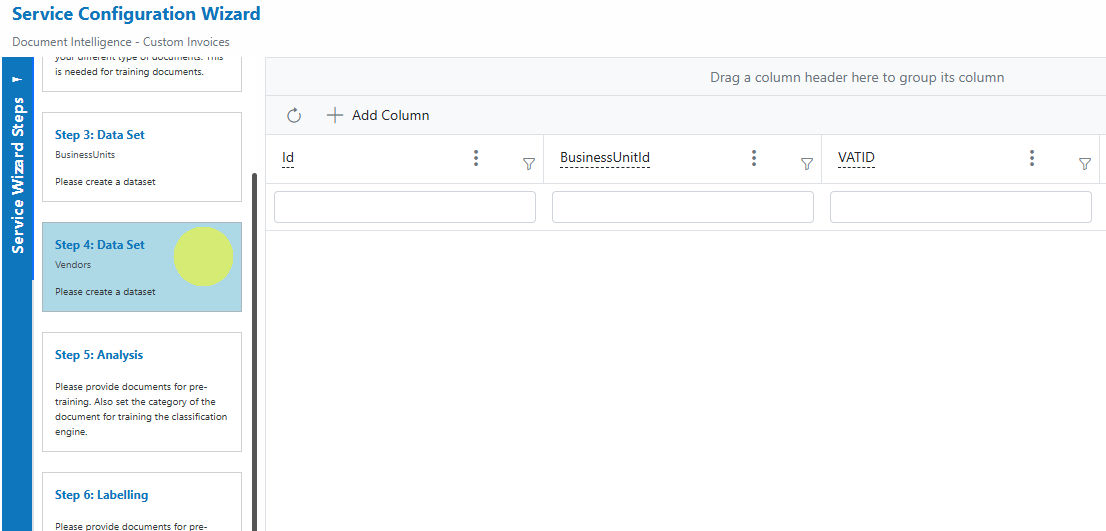 Service Configuration Wizard
Document Intelligence - Custom Invoices
Service Wizard Steps
your different type of documents. This
is needed for training documents.
Step 3: Data Set
BusinessUnits
Please create a dataset
Step 4: Data Set
Vendors
Please create a dataset
Step 5: Analysis
Please provide documents for pre-
training. Also set the category of the
document for training the classification
engine.
Step 6: Labelling
Please provide documents for pre-
Drag a column header here to group its column
Add Column
Id
BusinessUnitId
VATID